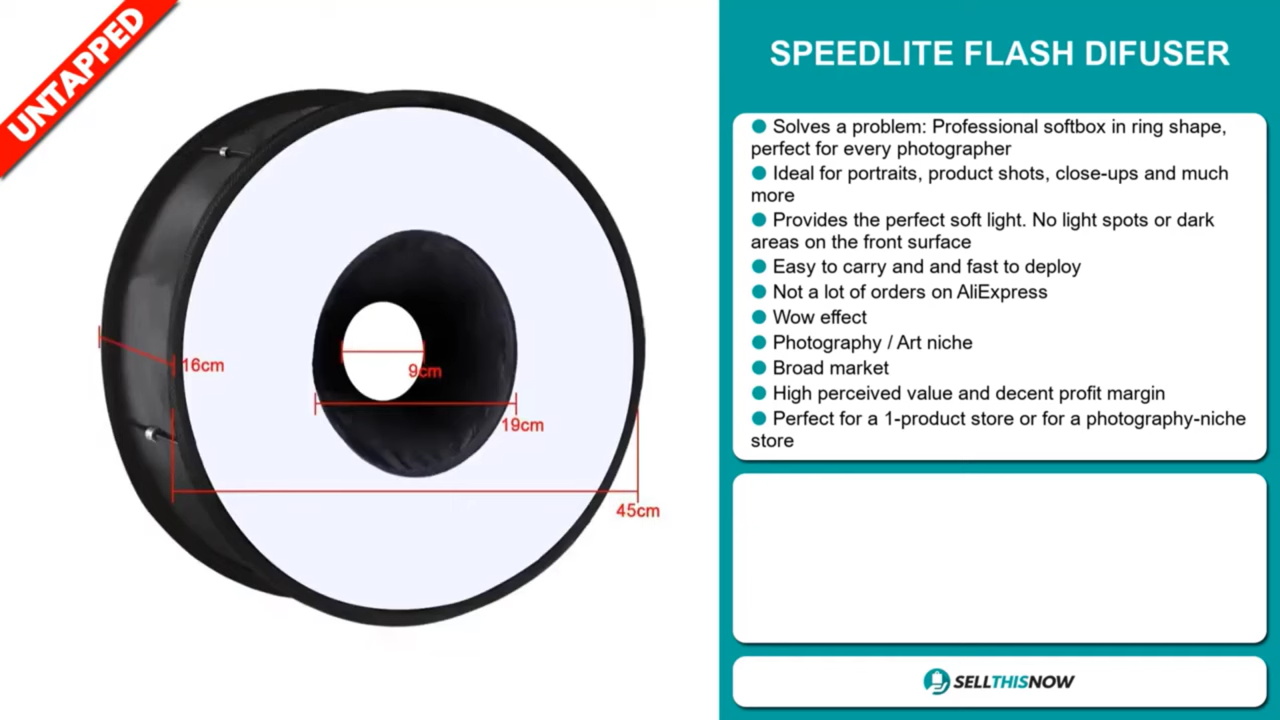 UNTAPPED
SPEEDLITE FLASH DIFUSER
● Solves a problem: Professional softbox in ring shape,
perfect for every photographer
● Ideal for portraits, product shots, close-ups and much
more
● Provides the perfect soft light. No light spots or dark
areas on the front surface
● Easy to carry and and fast to deploy
● Not a lot of orders on AliExpress
● Wow effect
● Photography / Art niche
● Broad market
● High perceived value and decent profit margin
● Perfect for a 1-product store or for a photography-niche
store
16cm
9cm
19cm
45cm
SELLTHISNOW